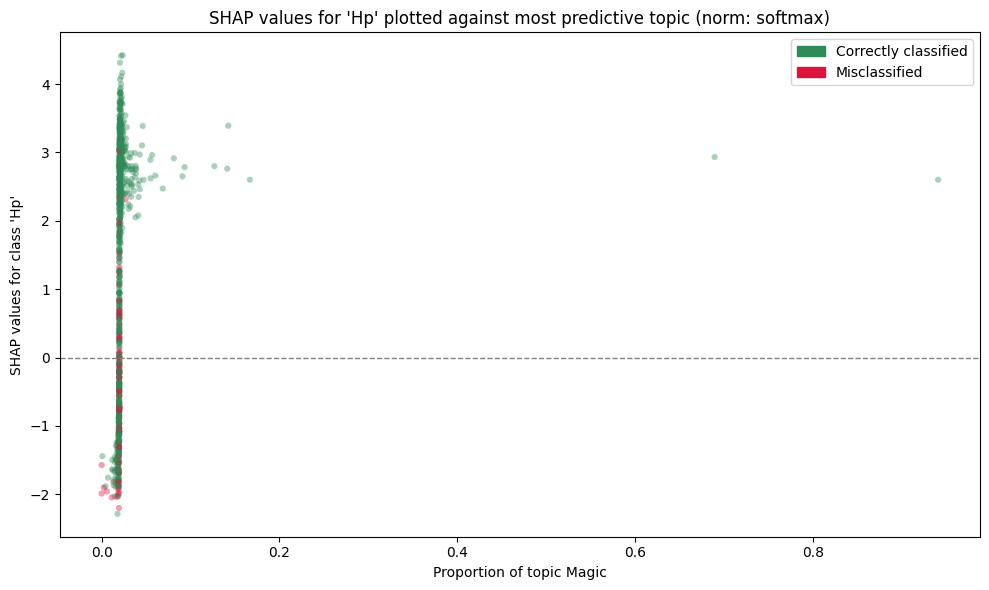 SHAP values for 'Hp' plotted against most predictive topic (norm: softmax)
Correctly classified
Misclassified
SHAP values for class 'Hp'
4
3
2
1
0
−1
−2
0.0 0.2 0.4 0.6 0.8
Proportion of topic Magic